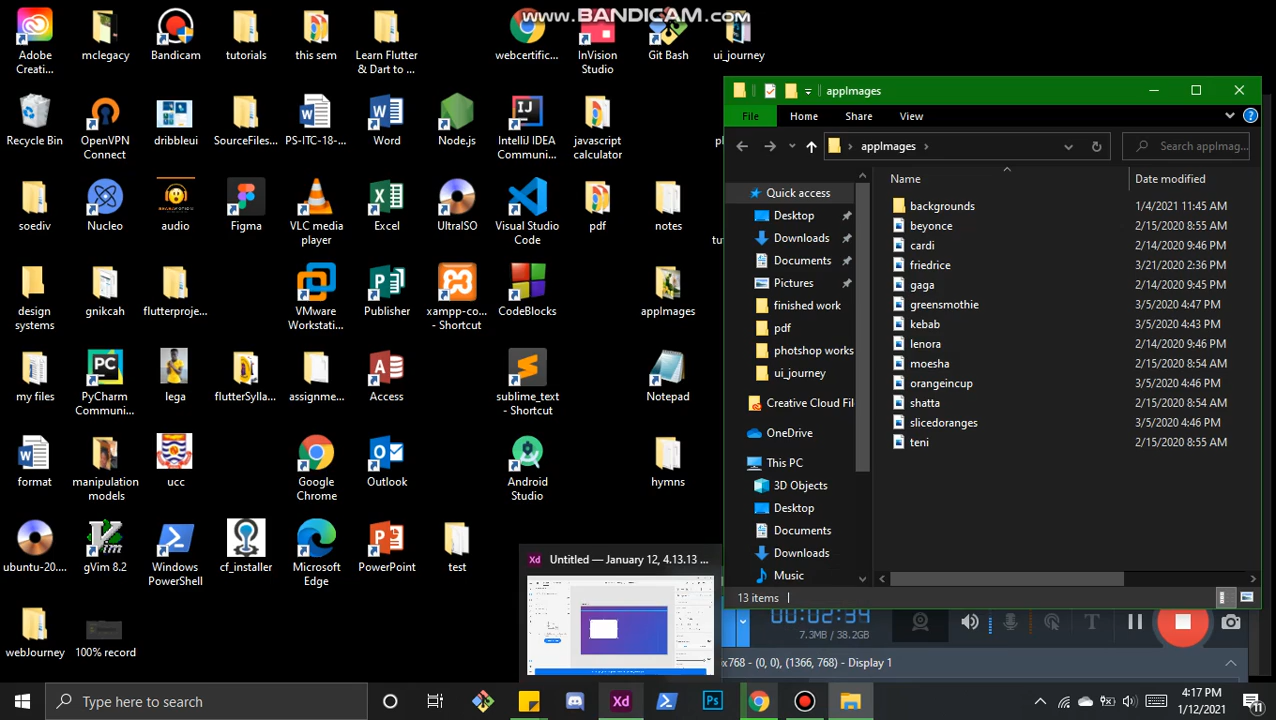 www.BANDICAM.com
Adobe
Creati...
mclegacy
Bandicam
tutorials
this sem
Learn Flutter
& Dart to ...
webcertific...
InVision
Studio
Git Bash
ui_journey
Recycle Bin
OpenVPN
Connect
dribbleui
SourceFiles...
PS-ITC-18-...
Word
Node.js
IntelliJ IDEA
Communi...
javascript
calculator
soediv
Nucleo
audio
Figma
VLC media
player
Excel
UltraISO
Visual Studio
Code
pdf
notes
design
systems
gnikcah
flutterproje...
VMware
Workstati...
Publisher
xampp-co...
- Shortcut
CodeBlocks
appImages
my files
PyCharm
Communi...
lega
flutterSylla...
assignme...
Access
sublime_text
- Shortcut
Notepad
format
manipulation
models
ucc
Google
Chrome
Outlook
Android
Studio
hymns
ubuntu-20....
gVim 8.2
Windows
PowerShell
cf_installer
Microsoft
Edge
PowerPoint
test
webJourney
100% record
appImages
File
Home
Share
View
appImages
Search appImag...
Name
Date modified
Quick access
Desktop
Downloads
Documents
Pictures
finished work
pdf
photshop works
ui_journey
Creative Cloud Fil
OneDrive
This PC
3D Objects
Desktop
Documents
Downloads
Music
backgrounds 1/4/2021 11:45 AM
beyonce 2/15/2020 8:55 AM
cardi 2/14/2020 9:46 PM
friedrice 3/21/2020 2:56 PM
gaga 2/14/2020 9:45 PM
greensmothie 3/5/2020 4:47 PM
kebab 3/5/2020 4:43 PM
lenora 2/14/2020 9:46 PM
moesha 2/15/2020 8:54 AM
orangeincup 3/5/2020 4:46 PM
shatta 2/15/2020 8:54 AM
slicedoranges 3/5/2020 8:46 PM
teni 2/15/2020 8:55 AM
13 items
Xd Untitled — January 12, 4.13.13 ...
00:02:34
7.3MB / 38.2GB
x768 - (0, 0), (1366, 768) - Display 1
Type here to search
Xd
Ps
4:17 PM
1/12/2021
11